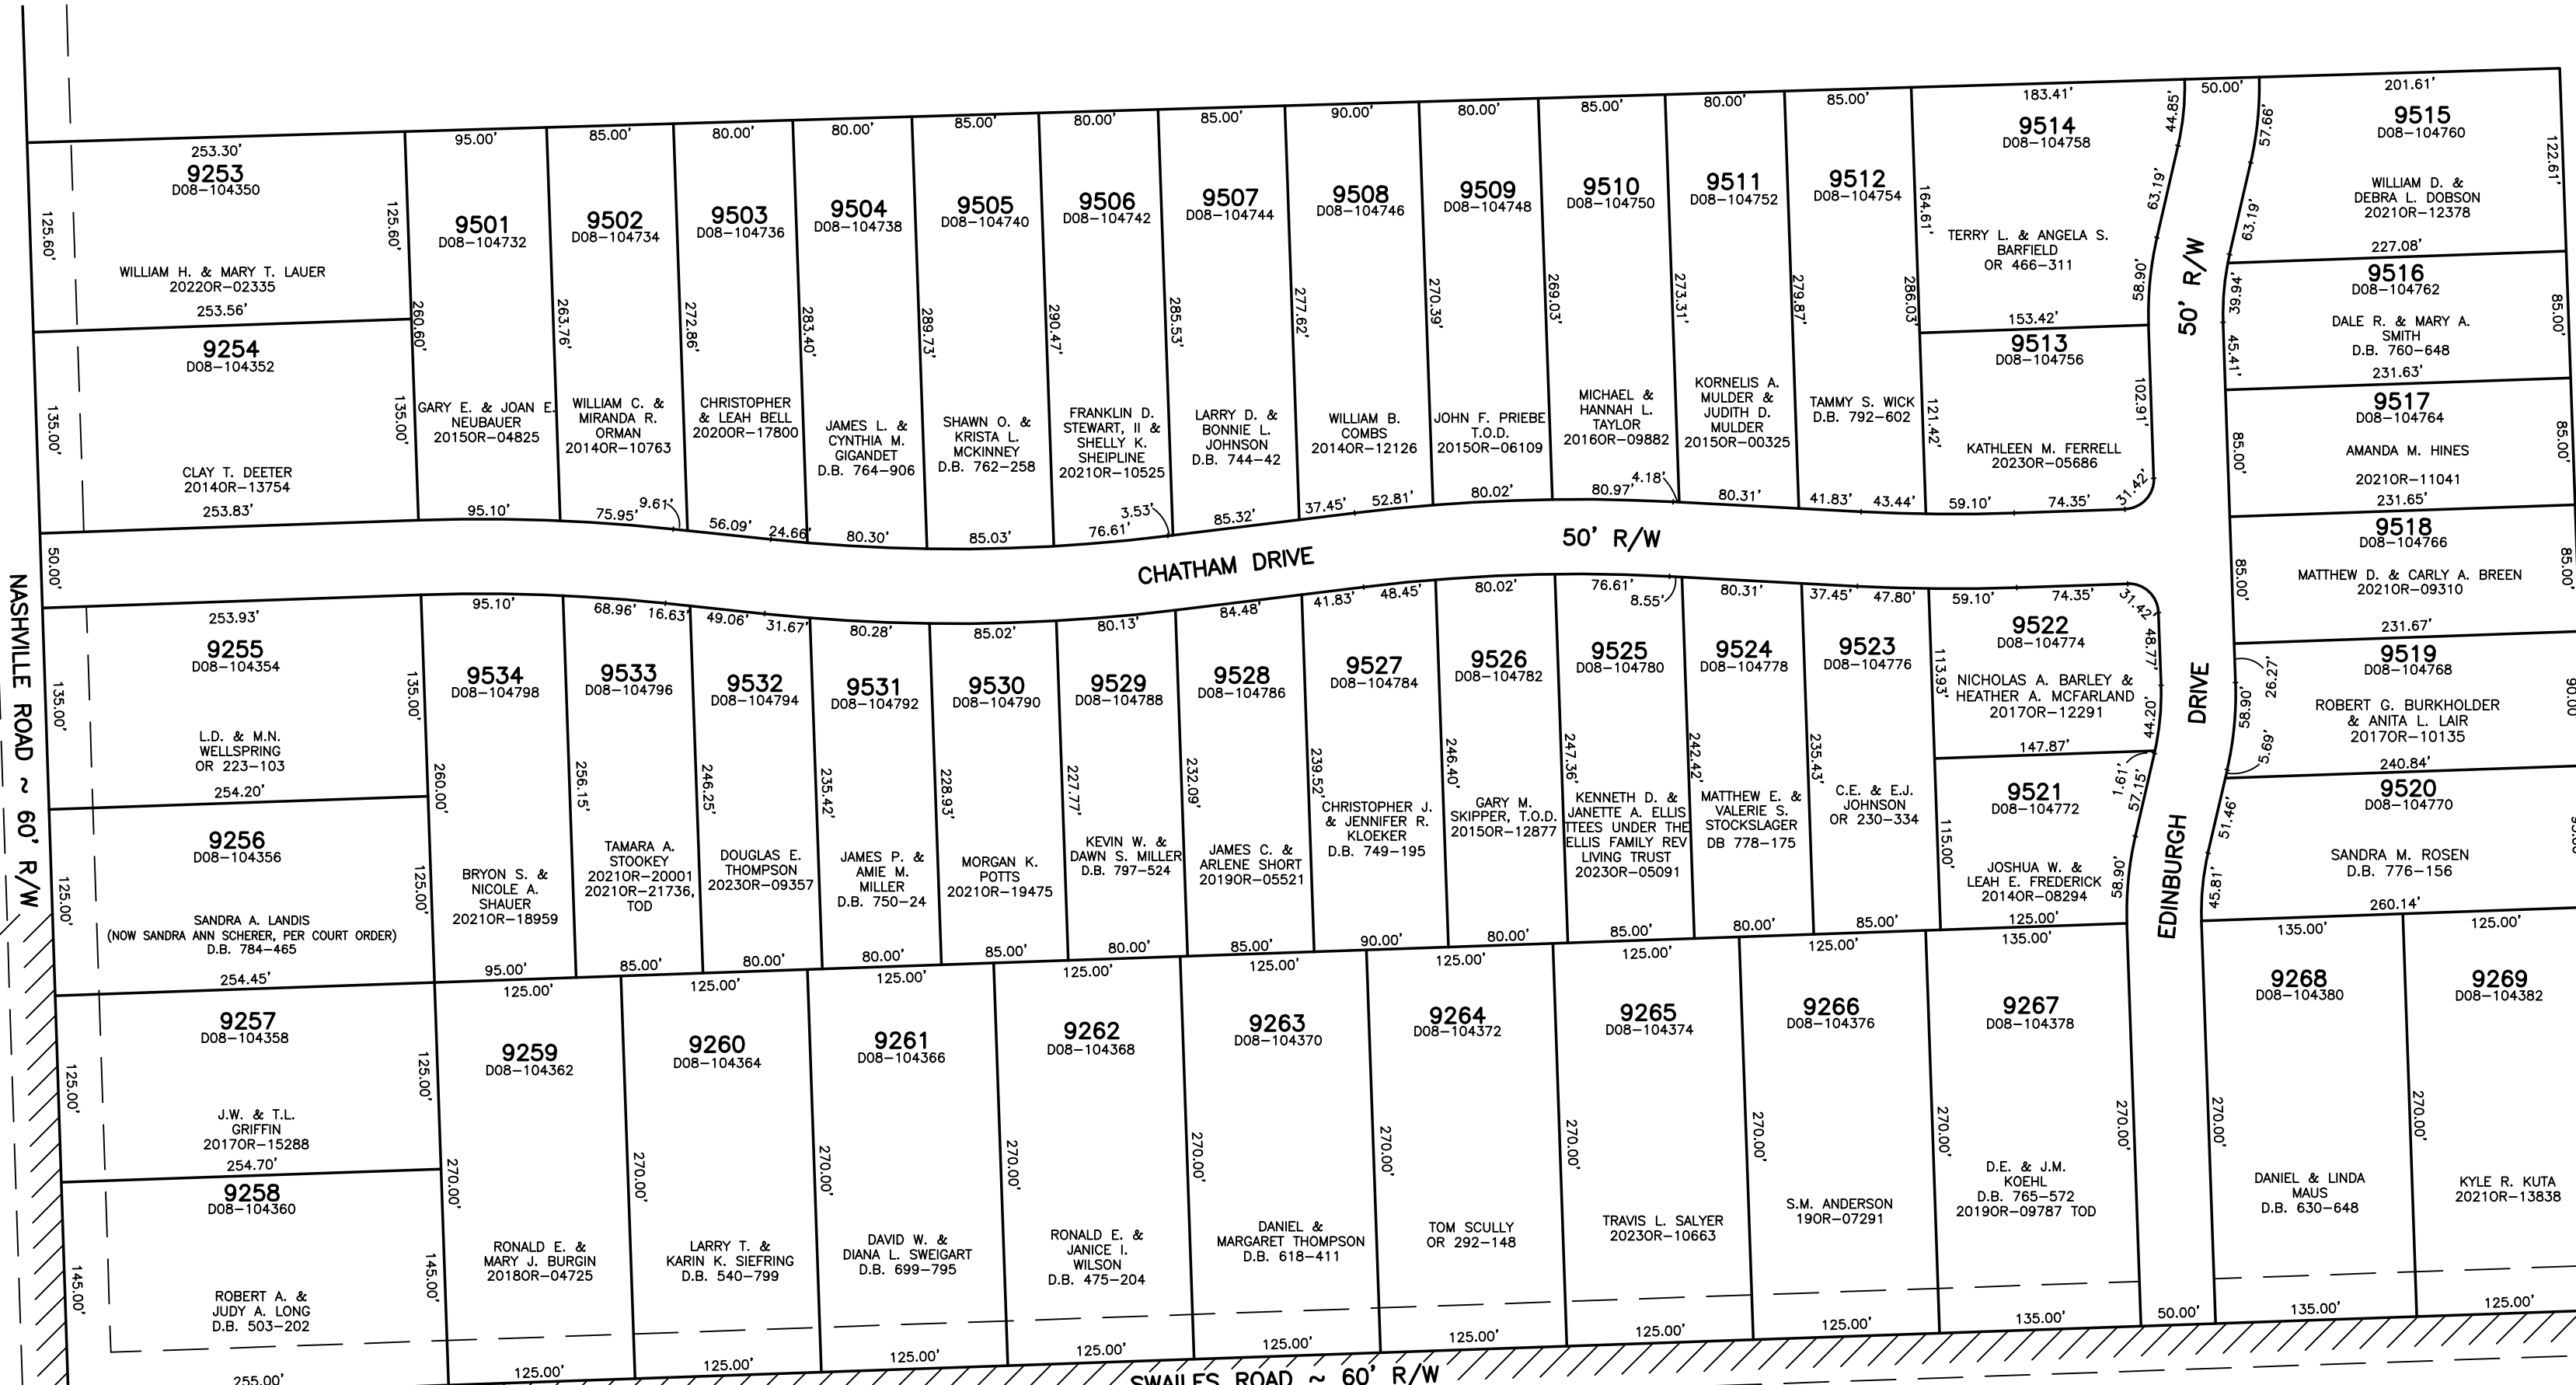 253.30'
9253
D08-104350
125.60'
125.60'
WILLIAM H. & MARY T. LAUER
2022OR-02335
253.56'
9254
D08-104352
135.00'
135.00'
CLAY T. DEETER
2014OR-13754
253.83'
95.00'
9501
D08-104732
260.60'
GARY E. & JOAN E.
NEUBAUER
2015OR-04825
95.10'
85.00'
9502
D08-104734
263.76'
WILLIAM C. &
MIRANDA R.
ORMAN
2014OR-10763
75.95'
9.61'
80.00'
9503
D08-104736
272.86'
CHRISTOPHER
& LEAH BELL
2020OR-17800
56.09'
24.66'
80.00'
9504
D08-104738
283.40'
JAMES L. &
CYNTHIA M.
GIGANDET
D.B. 764-906
80.30'
85.00'
9505
D08-104740
289.73'
SHAWN O. &
KRISTA L.
MCKINNEY
D.B. 762-258
85.03'
80.00'
9506
D08-104742
290.47'
FRANKLIN D.
STEWART, II &
SHELLY K.
SHEIPLINE
2021OR-10525
76.61'
3.53'
85.00'
9507
D08-104744
285.53'
LARRY D. &
BONNIE L.
JOHNSON
D.B. 744-42
85.32'
90.00'
9508
D08-104746
277.62'
WILLIAM B.
COMBS
2014OR-12126
37.45'
52.81'
80.00'
9509
D08-104748
270.39'
JOHN F. PRIEBE
T.O.D.
2015OR-06109
80.02'
85.00'
9510
D08-104750
269.03'
MICHAEL &
HANNAH L.
TAYLOR
2016OR-09882
80.97'
4.18'
80.00'
9511
D08-104752
273.31'
KORNELIS A.
MULDER &
JUDITH D.
MULDER
2015OR-00325
80.31'
85.00'
9512
D08-104754
279.87'
286.03'
TAMMY S. WICK
D.B. 792-602
41.83'
43.44'
183.41'
9514
D08-104758
164.61'
44.85'
63.19'
58.90'
TERRY L. & ANGELA S.
BARFIELD
OR 466-311
153.42'
9513
D08-104756
121.42'
102.91'
KATHLEEN M. FERRELL
2023OR-05686
59.10'
74.35'
31.42'
50.00'
57.66'
63.19'
50' R/W
201.61'
9515
D08-104760
122.61'
WILLIAM D. &
DEBRA L. DOBSON
2021OR-12378
227.08'
9516
D08-104762
39.94'
45.41'
85.00'
DALE R. & MARY A.
SMITH
D.B. 760-648
231.63'
9517
D08-104764
85.00'
85.00'
AMANDA M. HINES
2021OR-11041
231.65'
9518
D08-104766
85.00'
85.00'
MATTHEW D. & CARLY A. BREEN
2021OR-09310
231.67'
9519
D08-104768
26.27'
58.90'
5.69'
90.00
ROBERT G. BURKHOLDER
& ANITA L. LAIR
2017OR-10135
240.84'
9520
D08-104770
51.46'
45.81'
SANDRA M. ROSEN
D.B. 776-156
260.14'
50.00'
CHATHAM DRIVE
50' R/W
NASHVILLE ROAD ~ 60' R/W
EDINBURGH DRIVE
253.93'
9255
D08-104354
135.00'
135.00'
L.D. & M.N.
WELLSPRING
OR 223-103
254.20'
9256
D08-104356
125.00'
125.00'
SANDRA A. LANDIS
(NOW SANDRA ANN SCHERER, PER COURT ORDER)
D.B. 784-465
254.45'
95.10'
9534
D08-104798
260.00'
BRYON S. &
NICOLE A.
SHAUER
2021OR-18959
95.00'
68.96'
16.63'
9533
D08-104796
256.15'
TAMARA A.
STOOKEY
2021OR-20001
2021OR-21736,
TOD
85.00'
49.06'
31.67'
9532
D08-104794
246.25'
DOUGLAS E.
THOMPSON
2023OR-09357
80.00'
80.28'
9531
D08-104792
235.42'
JAMES P. &
AMIE M.
MILLER
D.B. 750-24
80.00'
85.02'
9530
D08-104790
228.93'
MORGAN K.
POTTS
2021OR-19475
85.00'
80.13'
9529
D08-104788
227.77'
KEVIN W. &
DAWN S. MILLER
D.B. 797-524
80.00'
84.48'
9528
D08-104786
232.09'
JAMES C. &
ARLENE SHORT
2019OR-05521
85.00'
41.83'
48.45'
9527
D08-104784
239.52'
CHRISTOPHER J.
& JENNIFER R.
KLOEKER
D.B. 749-195
90.00'
80.02'
9526
D08-104782
246.40'
GARY M.
SKIPPER, T.O.D.
2015OR-12877
80.00'
76.61'
8.55'
9525
D08-104780
247.36'
KENNETH D. &
JANETTE A. ELLIS
TTEES UNDER THE
ELLIS FAMILY REV
LIVING TRUST
2023OR-05091
85.00'
80.31'
9524
D08-104778
242.42'
MATTHEW E. &
VALERIE S.
STOCKSLAGER
DB 778-175
80.00'
37.45'
47.80'
9523
D08-104776
235.43'
C.E. & E.J.
JOHNSON
OR 230-334
85.00'
59.10'
74.35'
31.42'
9522
D08-104774
113.93'
48.77'
44.20'
NICHOLAS A. BARLEY &
HEATHER A. MCFARLAND
2017OR-12291
147.87'
9521
D08-104772
1.61'
57.15'
115.00'
58.90'
JOSHUA W. &
LEAH E. FREDERICK
2014OR-08294
125.00'
9257
D08-104358
125.00'
125.00'
J.W. & T.L.
GRIFFIN
2017OR-15288
254.70'
9258
D08-104360
145.00'
145.00'
ROBERT A. &
JUDY A. LONG
D.B. 503-202
255.00'
125.00'
9259
D08-104362
270.00'
RONALD E. &
MARY J. BURGIN
2018OR-04725
125.00'
125.00'
9260
D08-104364
270.00'
LARRY T. &
KARIN K. SIEFRING
D.B. 540-799
125.00'
125.00'
9261
D08-104366
270.00'
DAVID W. &
DIANA L. SWEIGART
D.B. 699-795
125.00'
125.00'
9262
D08-104368
270.00'
RONALD E. &
JANICE I.
WILSON
D.B. 475-204
125.00'
125.00'
9263
D08-104370
270.00'
DANIEL &
MARGARET THOMPSON
D.B. 618-411
125.00'
125.00'
9264
D08-104372
270.00'
TOM SCULLY
OR 292-148
125.00'
125.00'
9265
D08-104374
270.00'
TRAVIS L. SALYER
2023OR-10663
125.00'
125.00'
9266
D08-104376
270.00'
S.M. ANDERSON
19OR-07291
125.00'
135.00'
9267
D08-104378
270.00'
270.00'
D.E. & J.M.
KOEHL
D.B. 765-572
2019OR-09787 TOD
135.00'
50.00'
135.00'
9268
D08-104380
270.00'
DANIEL & LINDA
MAUS
D.B. 630-648
135.00'
125.00'
9269
D08-104382
270.00'
KYLE R. KUTA
2021OR-13838
125.00'
SWAILES ROAD ~ 60' R/W